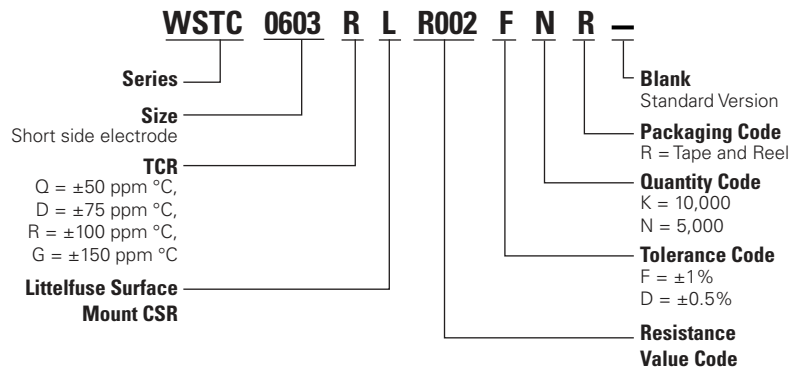 WSTC 0603 R L R002 F N R –
Series
Size
Short side electrode
TCR
Q = ±50 ppm °C,
D = ±75 ppm °C,
R = ±100 ppm °C,
G = ±150 ppm °C
Littelfuse Surface
Mount CSR
Blank
Standard Version
Packaging Code
R = Tape and Reel
Quantity Code
K = 10,000
N = 5,000
Tolerance Code
F = ±1%
D = ±0.5%
Resistance
Value Code